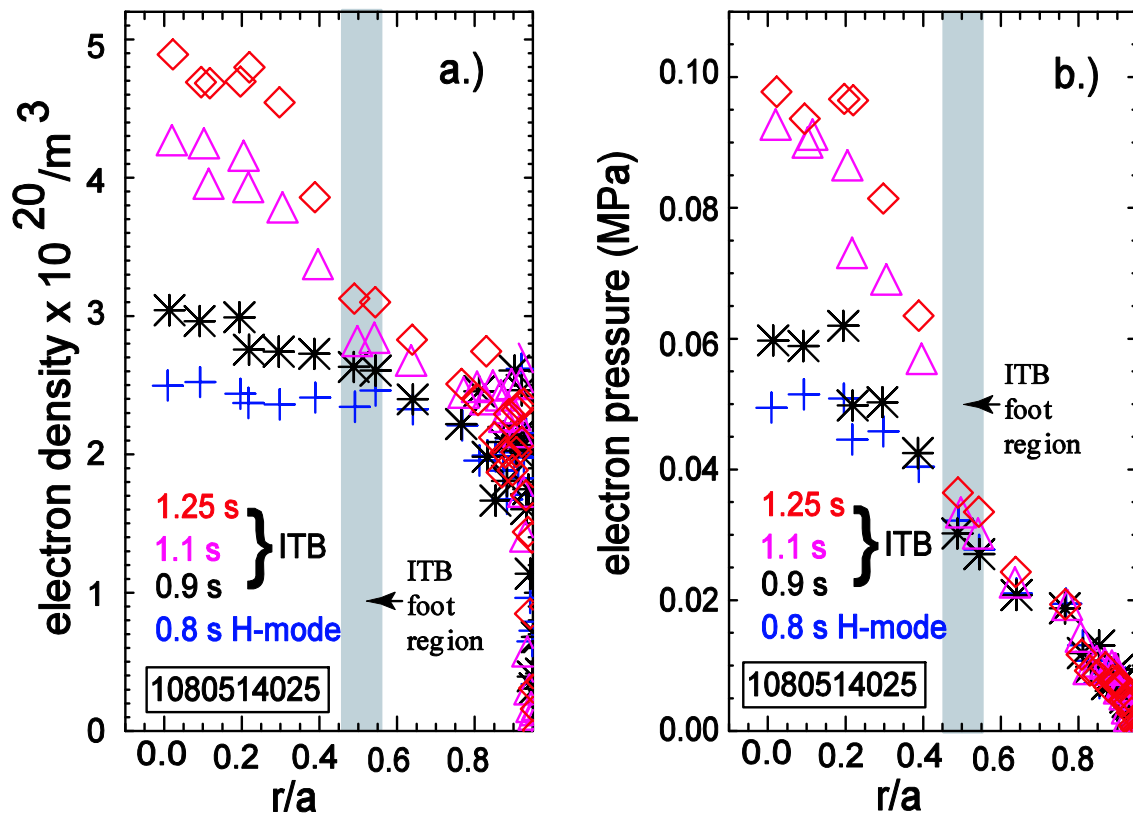 a.)
electron density x 10 20/m 3
5
4
3
2
1
0
1.25 s
1.1 s
0.9 s
} ITB
0.8 s H-mode
ITB
foot
region
1080514025
0.0 0.2 0.4 0.6 0.8
r/a
b.)
electron pressure (MPa)
0.10
0.08
0.06
0.04
0.02
0.00
ITB
foot
region
1.25 s
1.1 s
0.9 s
} ITB
0.8 s H-mode
1080514025
0.0 0.2 0.4 0.6 0.8
r/a